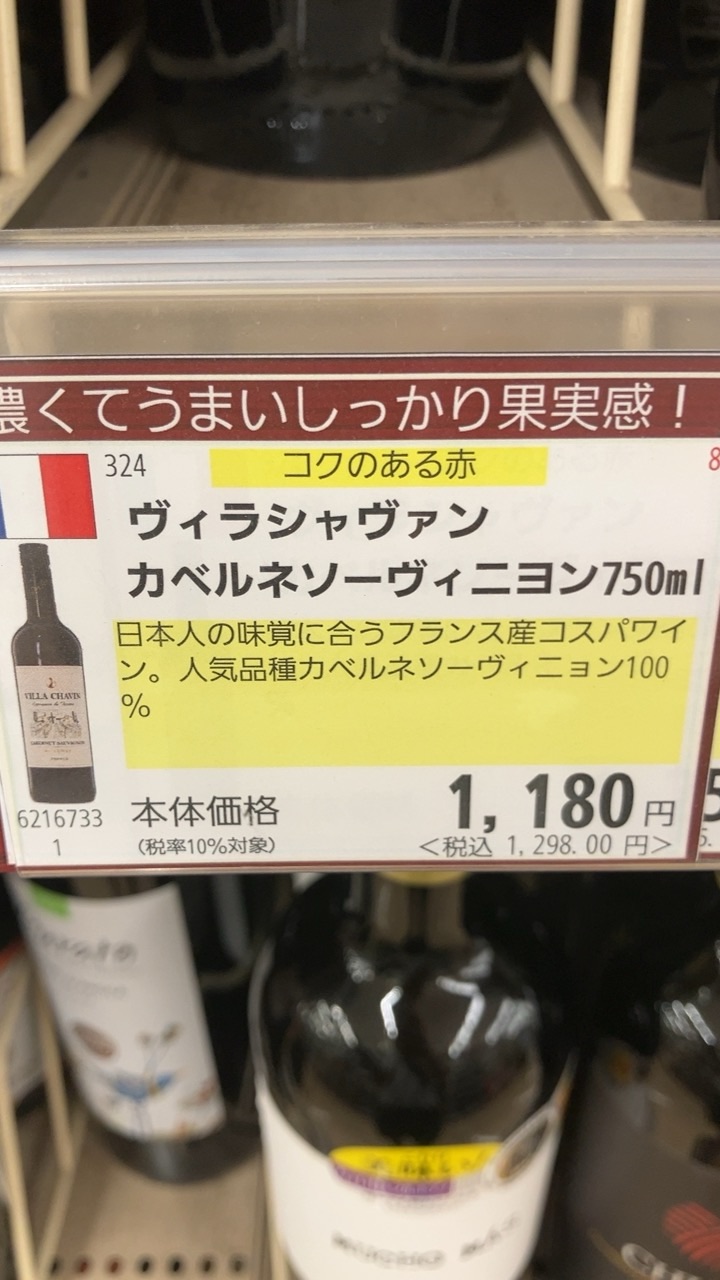 濃くてうまいしっかり果実感！
324
コクのある赤
8
ヴィラシャヴァン
カベルネソーヴィニヨン750ml
日本人の味覚に合うフランス産コスパワイ
ン。人気品種カベルネソーヴィニョン100
％
VILLA CHAVIN
CABERNET SAUVIGNON
6216733
1
本体価格
1,180円
(税率10%対象)
<税込 1,298.00 円>
5